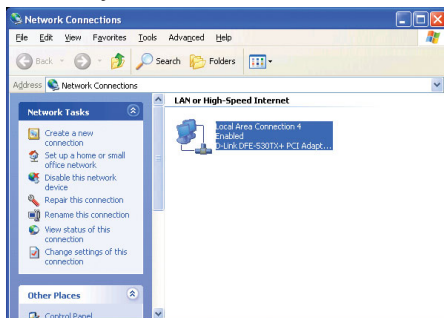 Network Connections
File Edit View Favorites Tools Advanced Help
Back Search Folders
Address Network Connections
Network Tasks
Create a new
connection
Set up a home or small
office network
Disable this network
device
Repair this connection
Rename this connection
View status of this
connection
Change settings of this
connection
Other Places
Control Panel
LAN or High-Speed Internet
Local Area Connection 4
Enabled
D-Link DFE-530TX+ PCI Adapt...